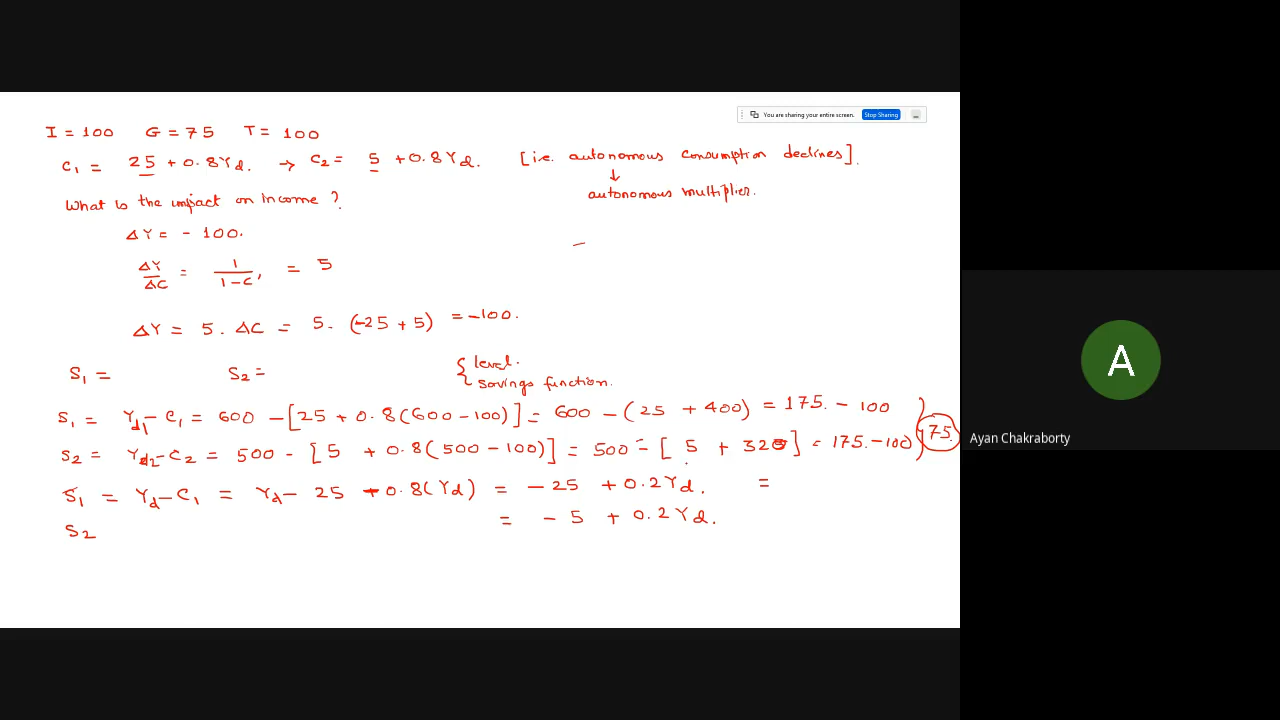 You are sharing your entire screen. Stop Sharing
I = 100 G = 75 T = 100
C₁ = 25 + 0.8Yd. → C₂ = 5 + 0.8Yd. [i.e. autonomous consumption declines].
↓
autonomous multiplier.
What is the impact on income ?
ΔY = - 100.
ΔY/ΔC = 1/(1-C₁) = 5
ΔY = 5. ΔC = 5. (-25 + 5) = -100.
S₁ = S₂ = { level.
savings function.
S₁ = Yd₁ - C₁ = 600 - [25 + 0.8(600 - 100)] = 600 - (25 + 400) = 175. - 100
S₂ = Yd₂ - C₂ = 500 - [5 + 0.8(500 - 100)] = 500 - [5 + 320] = 175. - 100 } 75.
S₁ = Yd - C₁ = Yd - 25 - 0.8(Yd) = - 25 + 0.2Yd. =
S₂ = - 5 + 0.2Yd.
A
Ayan Chakraborty